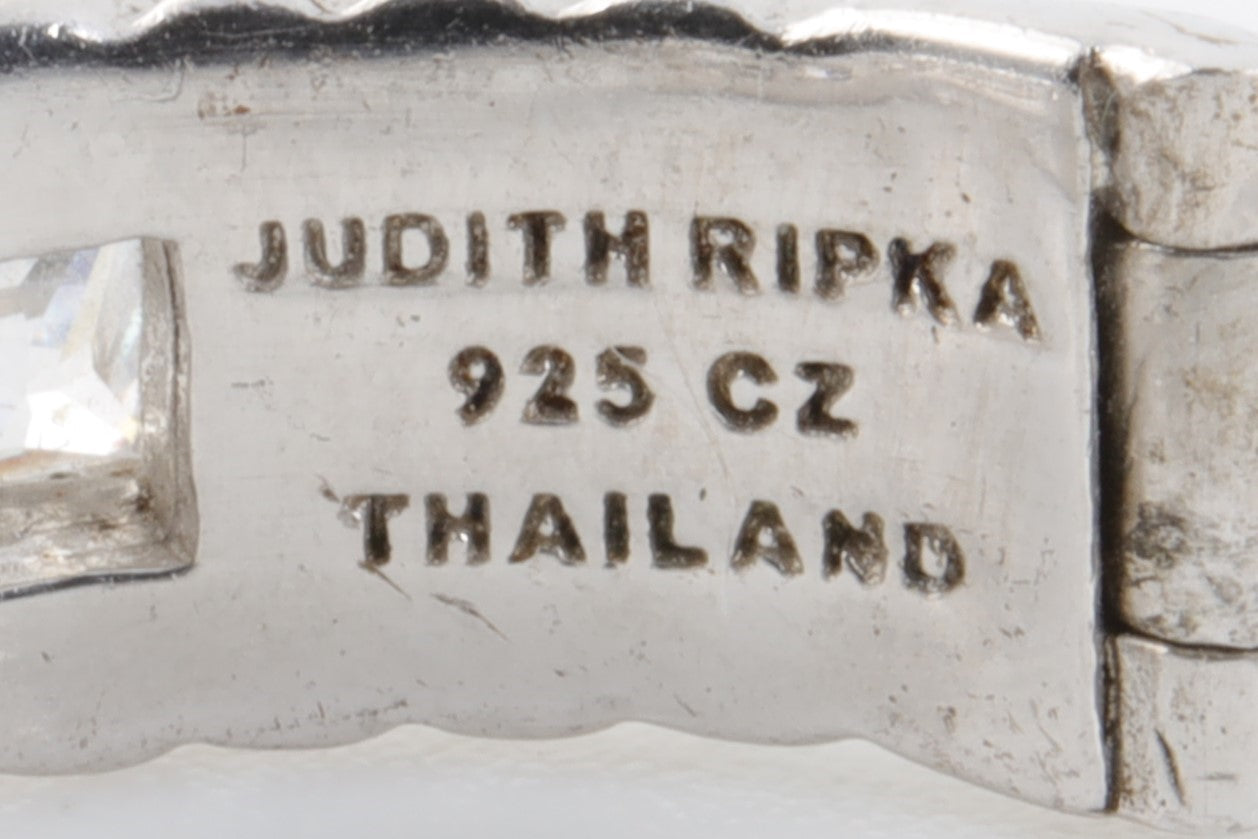 JUDITH RIPKA
925 CZ
THAILAND